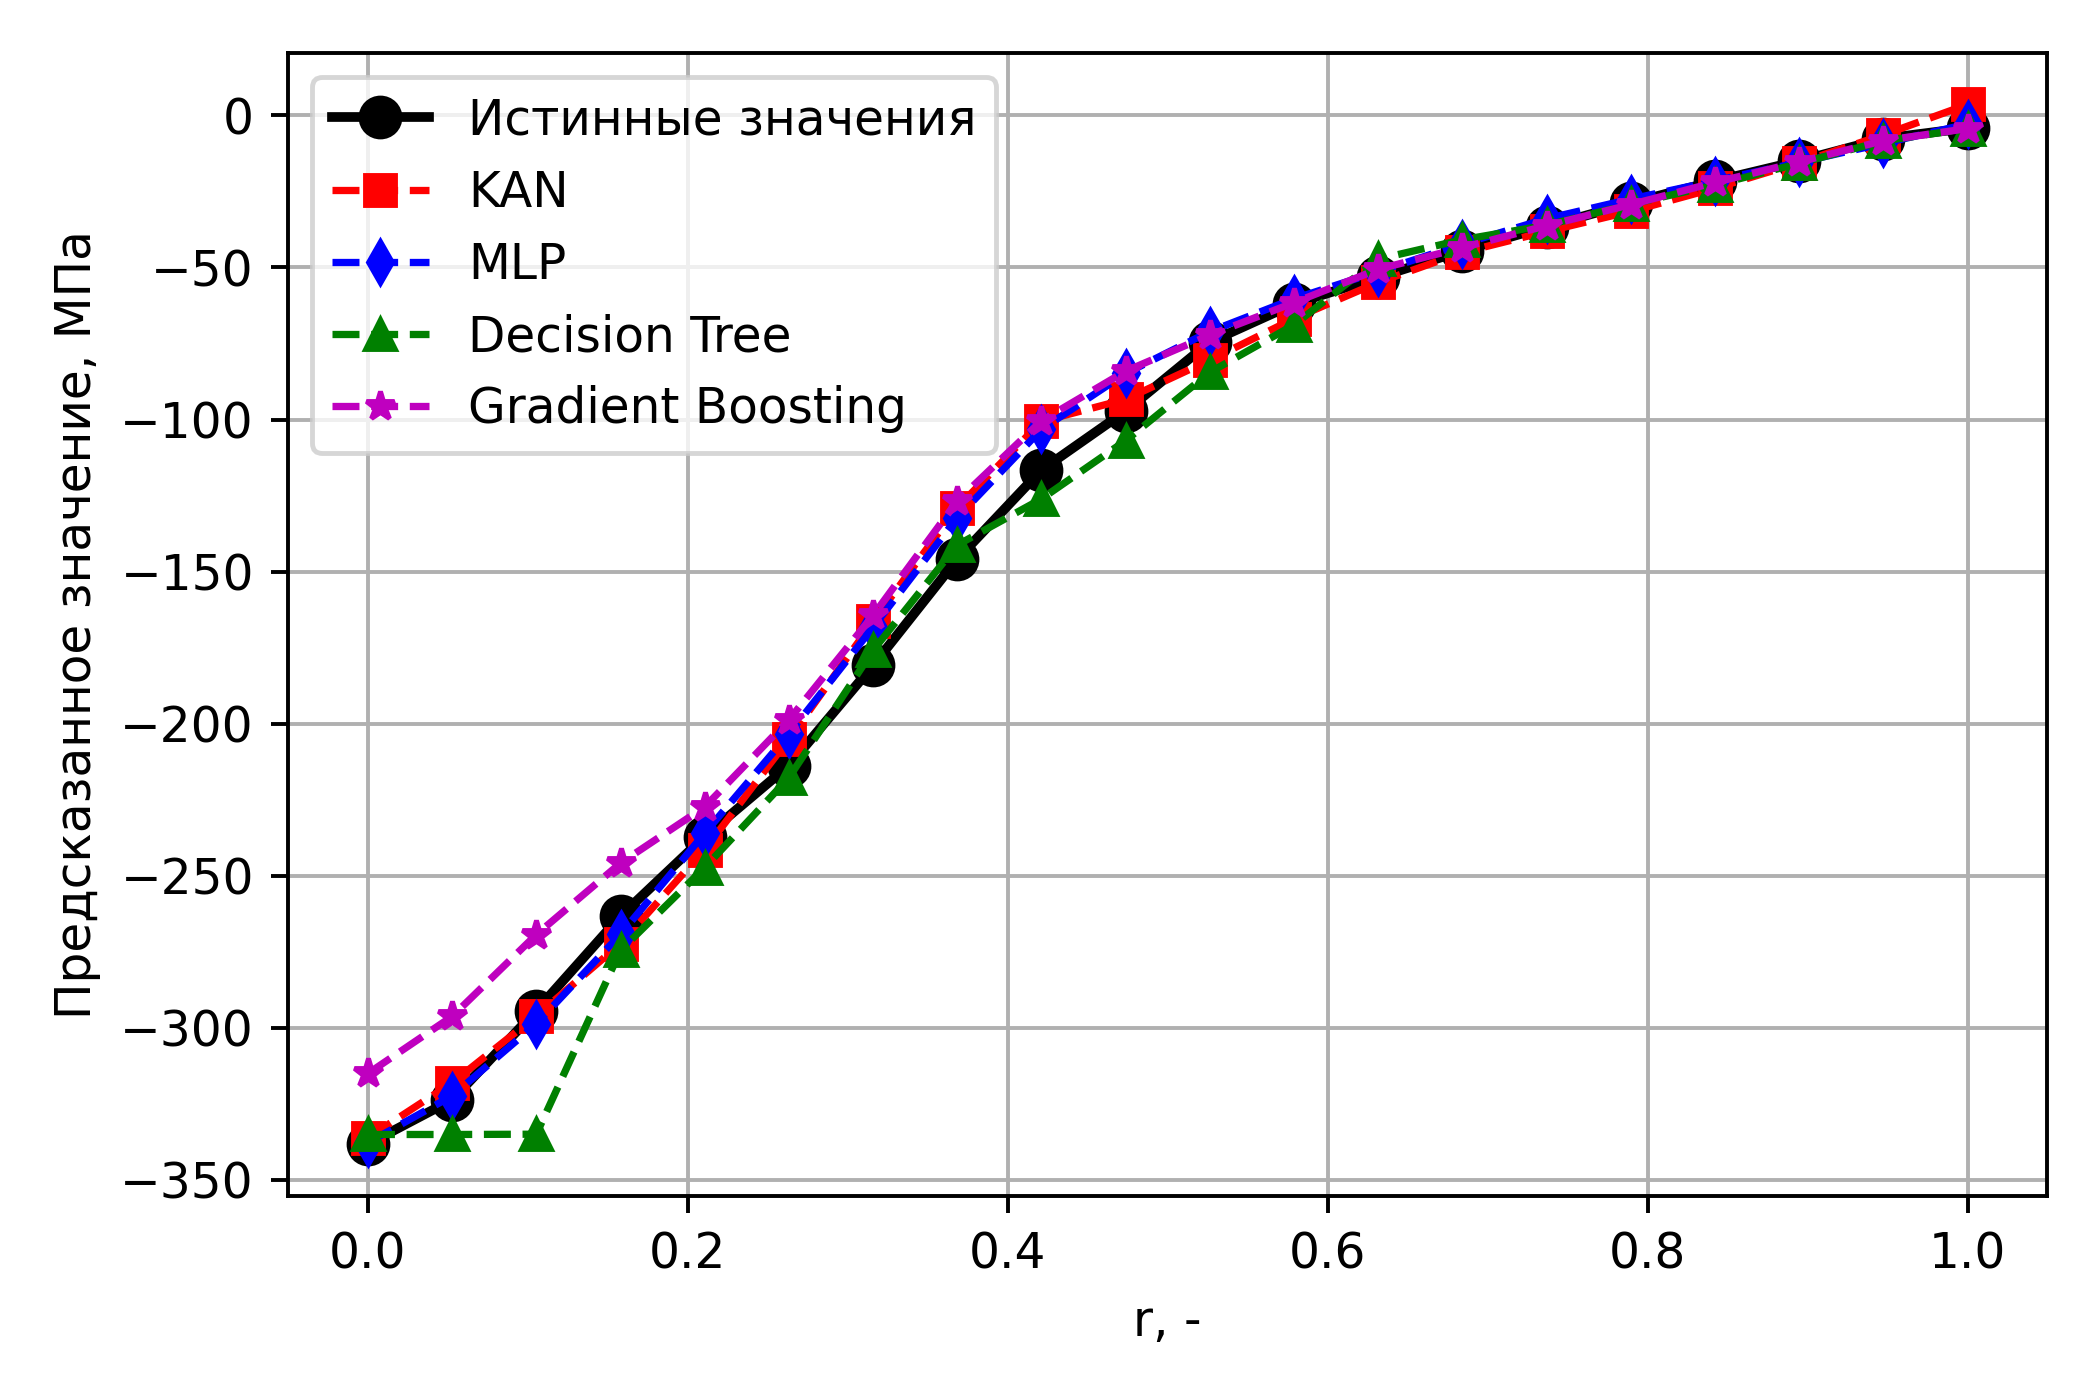 Истинные значения
KAN
MLP
Decision Tree
Gradient Boosting
Предсказанное значение, МПа
0
−50
−100
−150
−200
−250
−300
−350
0.0 0.2 0.4 0.6 0.8 1.0
r, -